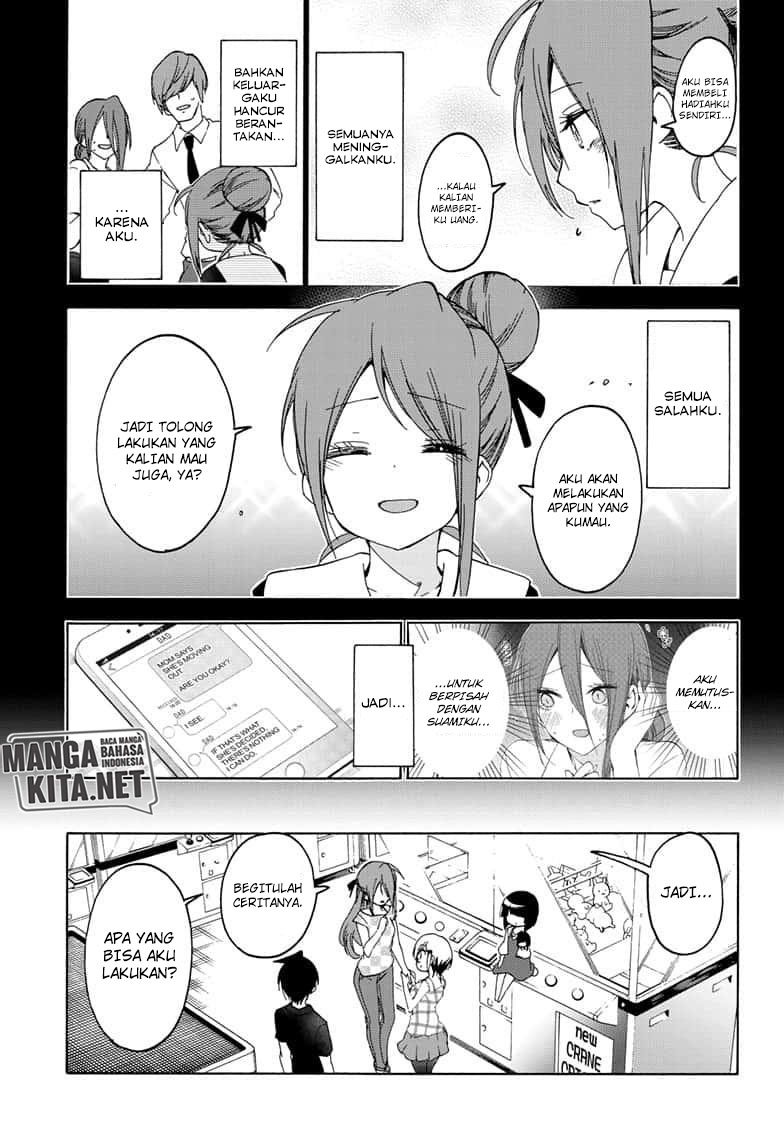 AKU BISA
MEMBELI
HADIAHKU
SENDIRI...
...KALAU
KALIAN
MEMBERI-
KU UANG.
SEMUANYA
MENING-
GALKANKU.
BAHKAN
KELUAR-
GAKU
HANCUR
BERAN-
TAKAN...
...
KARENA
AKU.
SEMUA
SALAHKU.
AKU AKAN
MELAKUKAN
APAPUN YANG
KUMAU.
JADI TOLONG
LAKUKAN YANG
KALIAN MAU
JUGA, YA?
AKU
MEMUTUS-
KAN...
...UNTUK
BERPISAH
DENGAN
SUAMIKU...
JADI...
DAD
MOM SAYS
SHE'S MOVING
OUT.
ARE YOU OKAY?
DAD
I SEE.
DAD
IF THAT'S WHAT
SHE'S DECIDED,
THERE'S NOTHING
I CAN DO.
MANGA
KITA.NET
BACA MANGA
BAHASA
INDONESIA
JADI...
BEGITULAH
CERITANYA.
APA YANG
BISA AKU
LAKUKAN?
new
CRANE